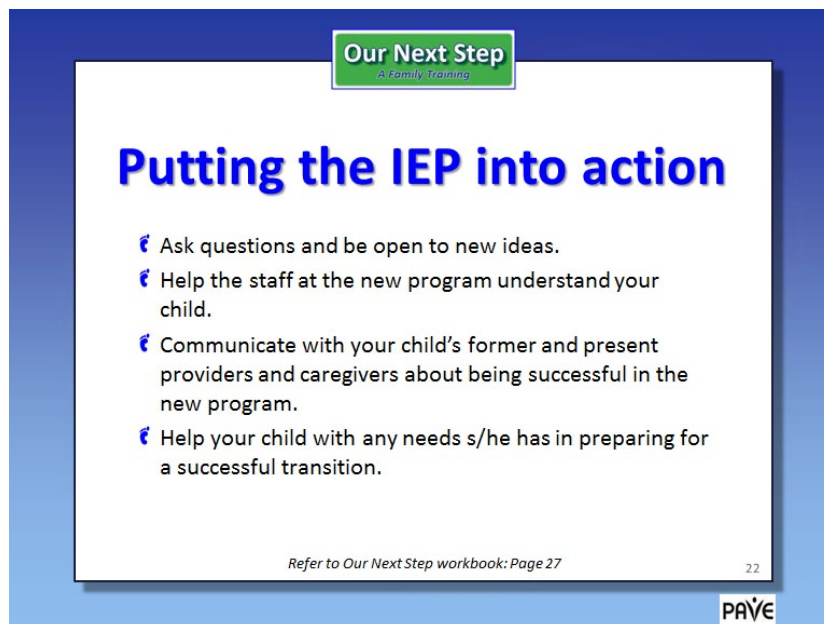 Our Next Step
A Family Training
Putting the IEP into action
Ask questions and be open to new ideas.
Help the staff at the new program understand your
child.
Communicate with your child's former and present
providers and caregivers about being successful in the
new program.
Help your child with any needs s/he has in preparing for
a successful transition.
Refer to Our Next Step workbook: Page 27
22
PAVE